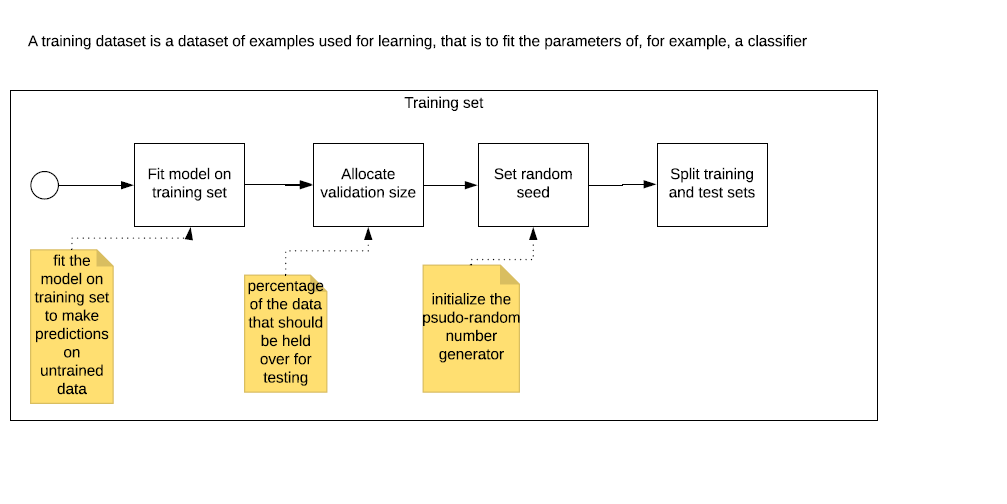 A training dataset is a dataset of examples used for learning, that is to fit the parameters of, for example, a classifier
Training set
Fit model on
training set
Allocate
validation size
Set random
seed
Split training
and test sets
fit the
model on
training set
to make
predictions
on
untrained
data
percentage
of the data
that should
be held
over for
testing
initialize the
psudo-random
number
generator